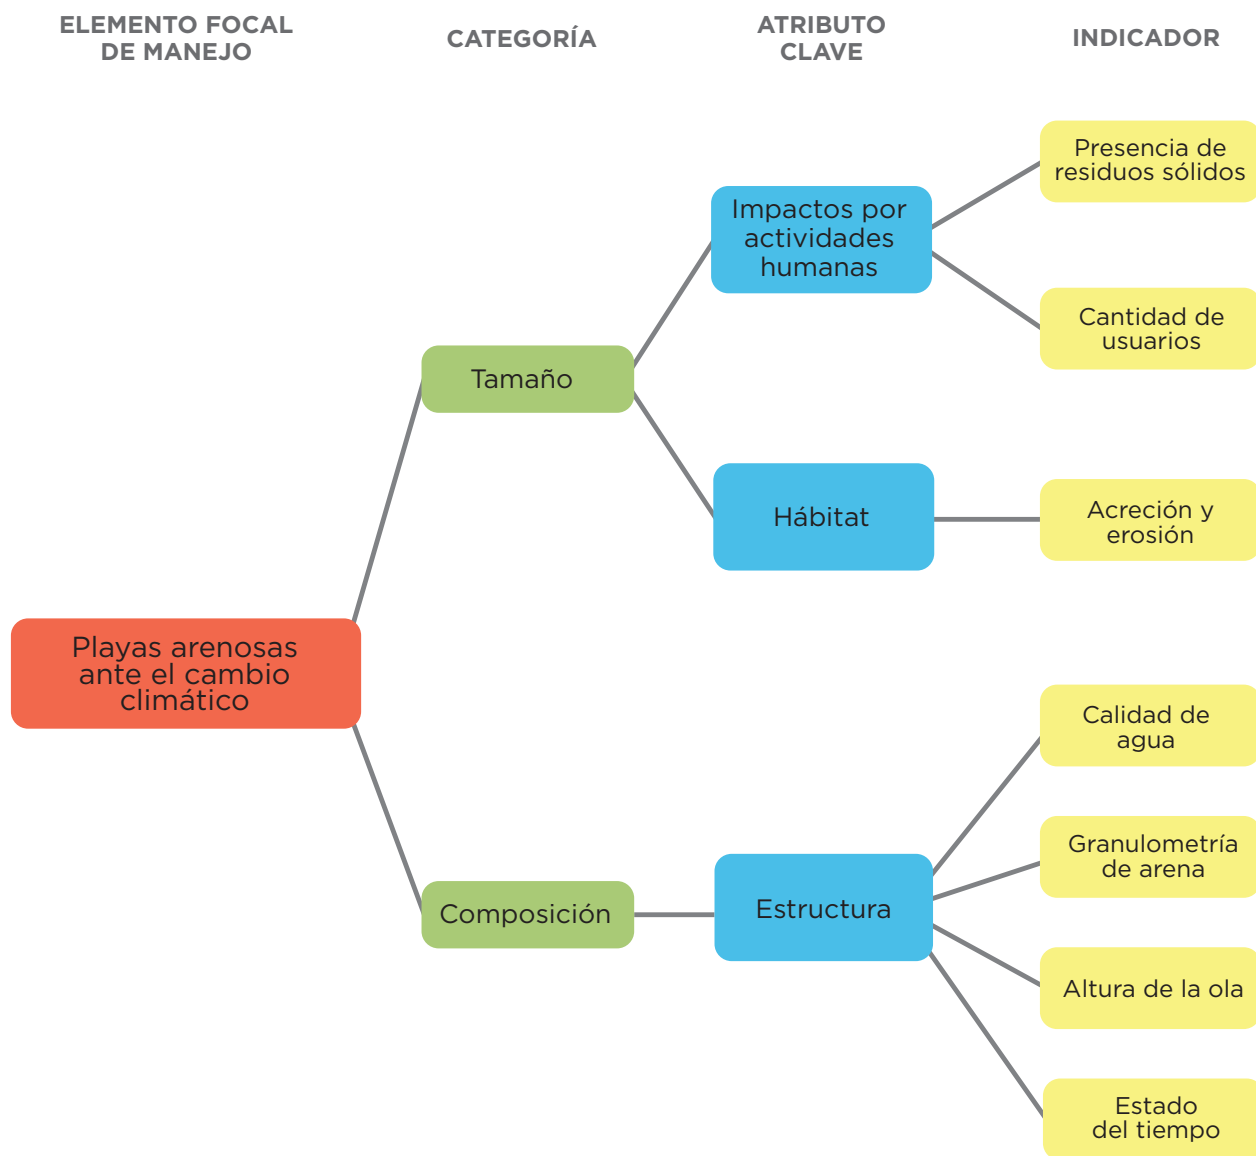 ELEMENTO FOCAL
DE MANEJO
CATEGORÍA
ATRIBUTO
CLAVE
INDICADOR
Presencia de
residuos sólidos
Impactos por
actividades
humanas
Cantidad de
usuarios
Tamaño
Hábitat
Acreción y
erosión
Playas arenosas
ante el cambio
climático
Calidad de
agua
Granulometría
de arena
Composición
Estructura
Altura de la ola
Estado
del tiempo